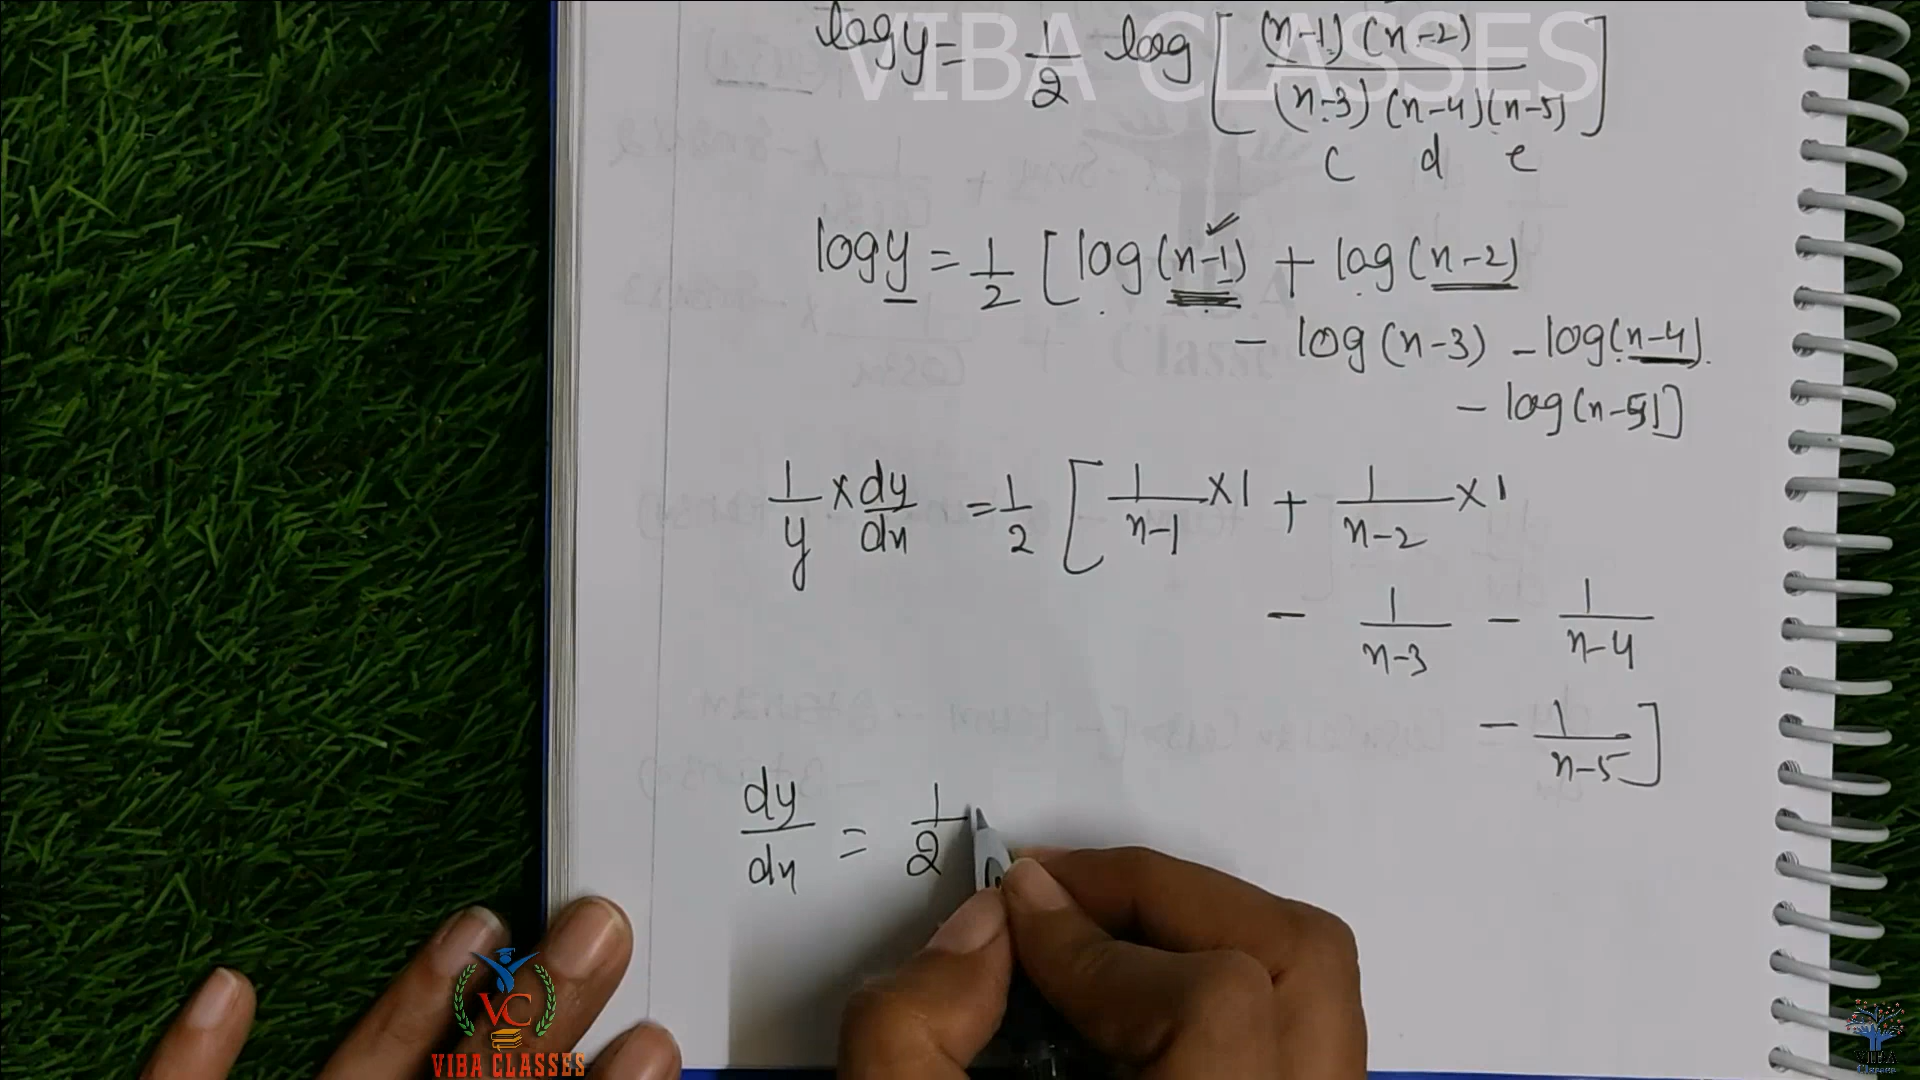 VIBA CLASSES
log y = 1/2 log [ (x-1) (x-2) / (x-3) (x-4) (x-5) ]
c d e
log y = 1/2 [ log (x-1) + log (x-2)
- log (x-3) - log (x-4)
- log (x-5) ]
1/y × dy/dx = 1/2 [ 1/x-1 × 1 + 1/x-2 × 1
- 1/x-3 - 1/x-4
- 1/x-5 ]
dy/dx = 1/2
VC
VIBA CLASSES
VIBA
Classes